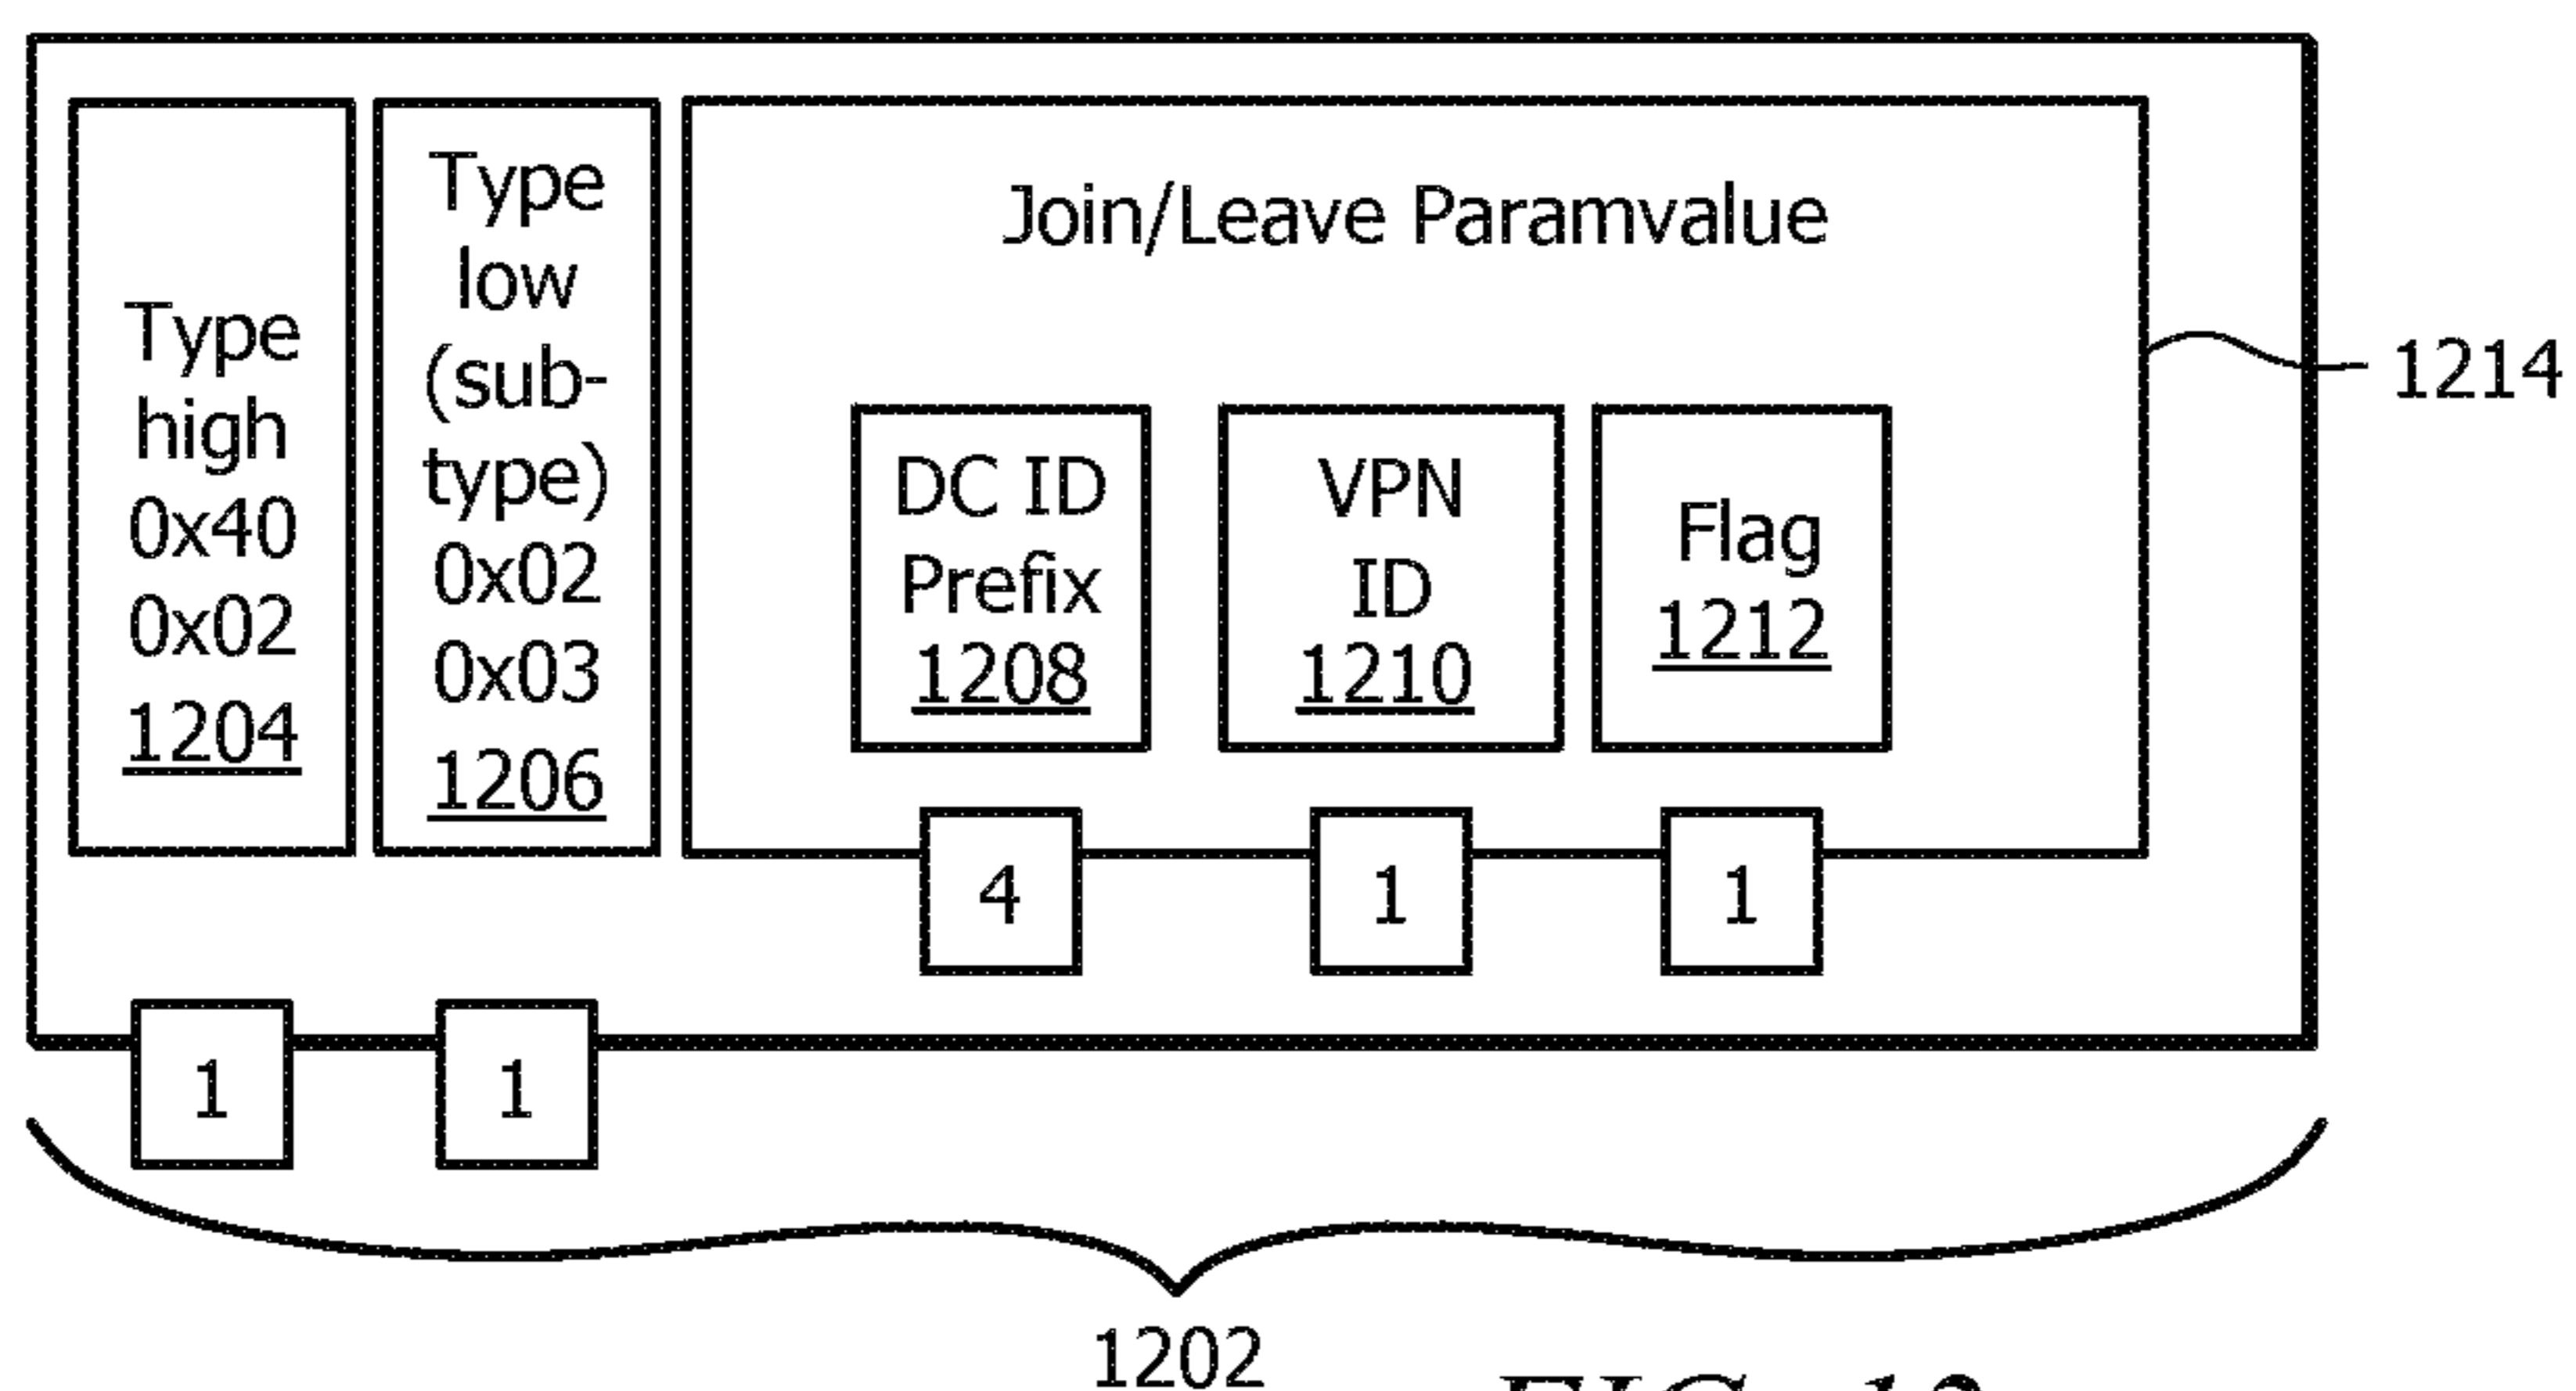 Type
high
0x40
0x02
1204
Type
low
(sub-
type)
0x02
0x03
1206
Join/Leave Paramvalue
DC ID
Prefix
1208
VPN
ID
1210
Flag
1212
1214
4
1
1
1
1
1202